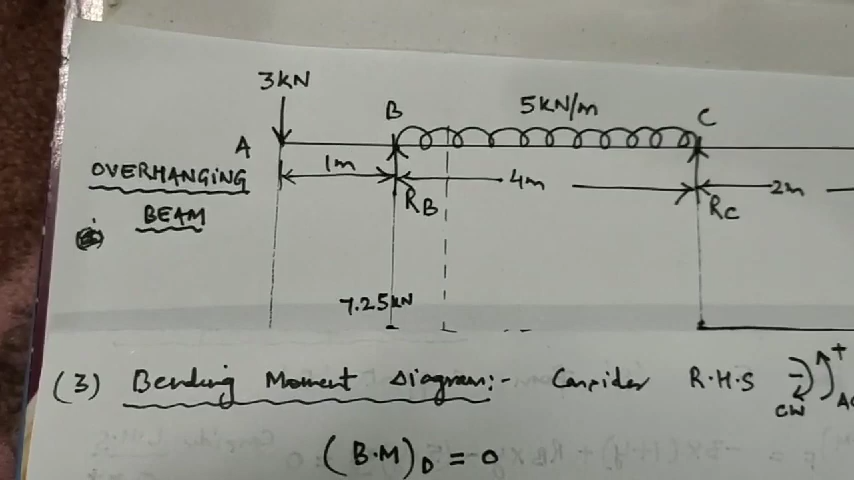 3kN
B 5kN/m C
A
OVERHANGING 1m 4m 2m
BEAM RB RC
7.25kN
(3) Bending Moment Diagram:- Consider R.H.S - +
CW
(B.M)D = 0